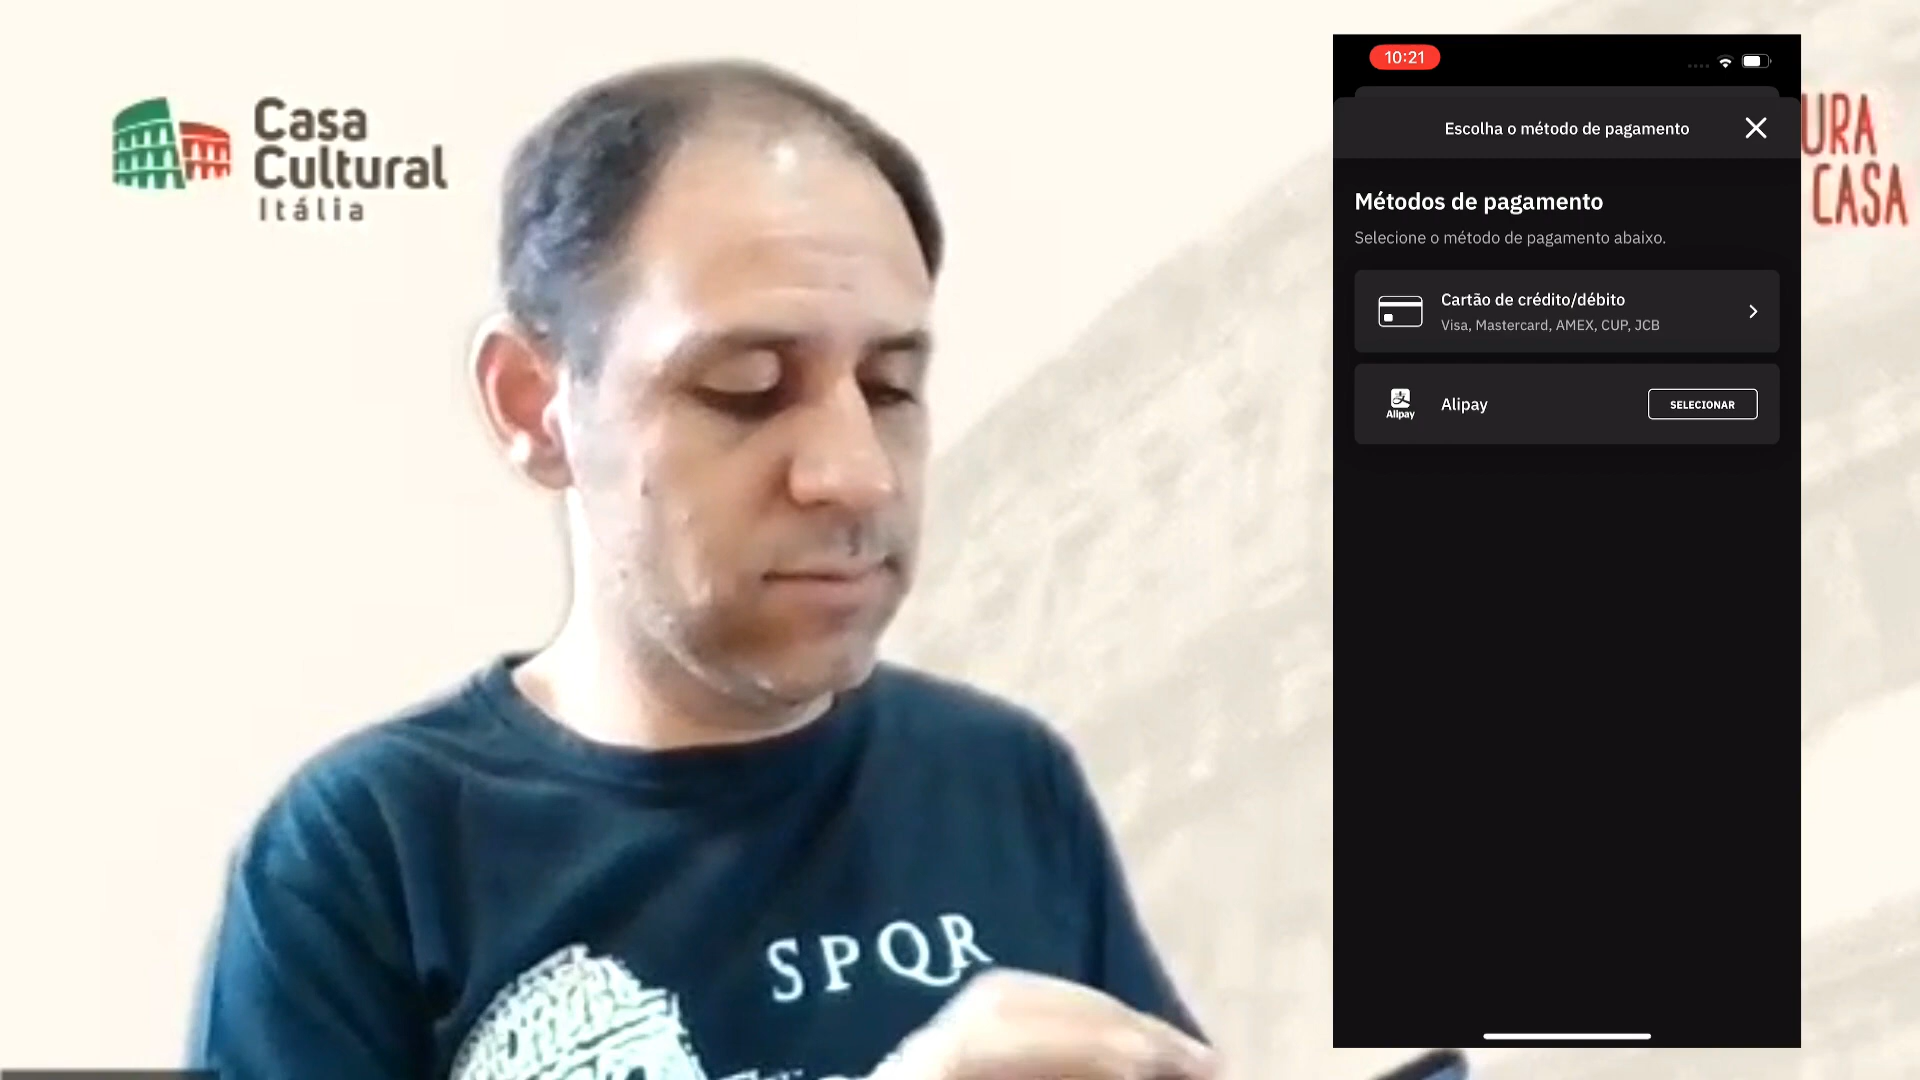 Casa
Cultural
Itália
URA
CASA
SPQR
10:21
Escolha o método de pagamento
Métodos de pagamento
Selecione o método de pagamento abaixo.
Cartão de crédito/débito
Visa, Mastercard, AMEX, CUP, JCB
Alipay
Alipay
SELECIONAR